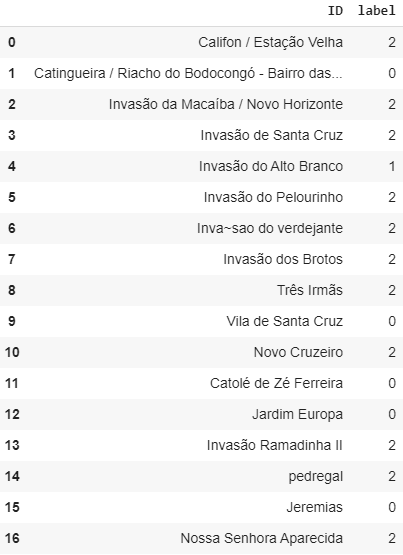 ID label
0 Califon / Estação Velha 2
1 Catingueira / Riacho do Bodocongó - Bairro das... 0
2 Invasão da Macaíba / Novo Horizonte 2
3 Invasão de Santa Cruz 2
4 Invasão do Alto Branco 1
5 Invasão do Pelourinho 2
6 Inva~sao do verdejante 2
7 Invasão dos Brotos 2
8 Três Irmãs 2
9 Vila de Santa Cruz 0
10 Novo Cruzeiro 2
11 Catolé de Zé Ferreira 0
12 Jardim Europa 0
13 Invasão Ramadinha II 2
14 pedregal 2
15 Jeremias 0
16 Nossa Senhora Aparecida 2